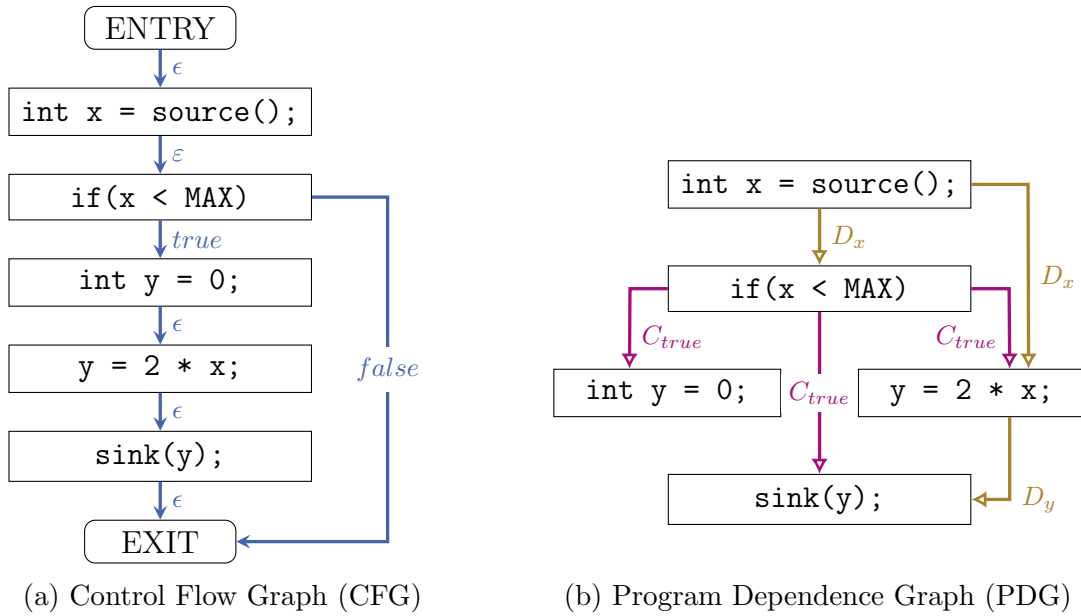 ENTRY
ϵ
int x = source();
ε
if(x < MAX)
true
int y = 0;
ϵ
y = 2 * x;
false
ϵ
sink(y);
ϵ
EXIT
(a) Control Flow Graph (CFG)
int x = source();
D_x
D_x
if(x < MAX)
C_true
C_true
int y = 0;
C_true
y = 2 * x;
sink(y);
D_y
(b) Program Dependence Graph (PDG)